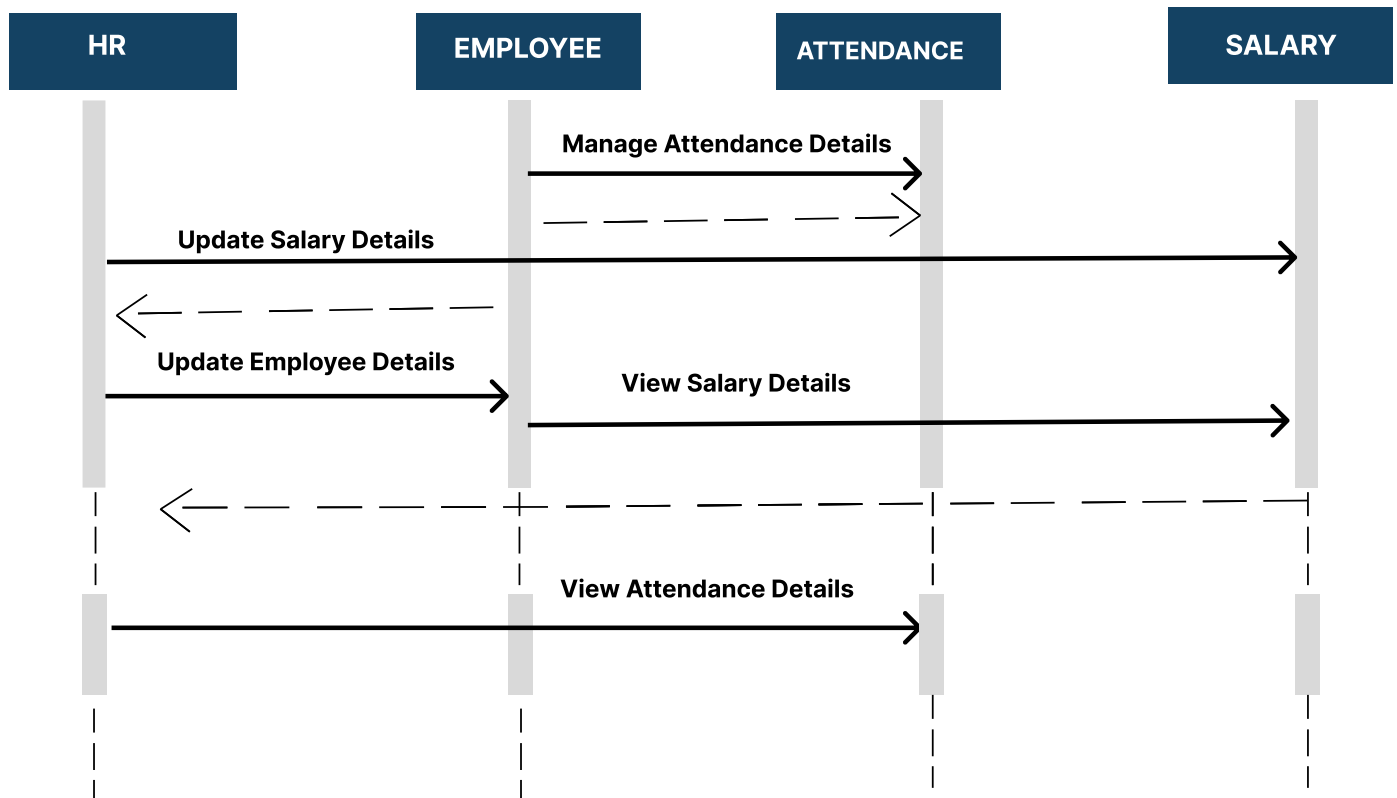 HR
EMPLOYEE
ATTENDANCE
SALARY
Manage Attendance Details
Update Salary Details
Update Employee Details
View Salary Details
View Attendance Details